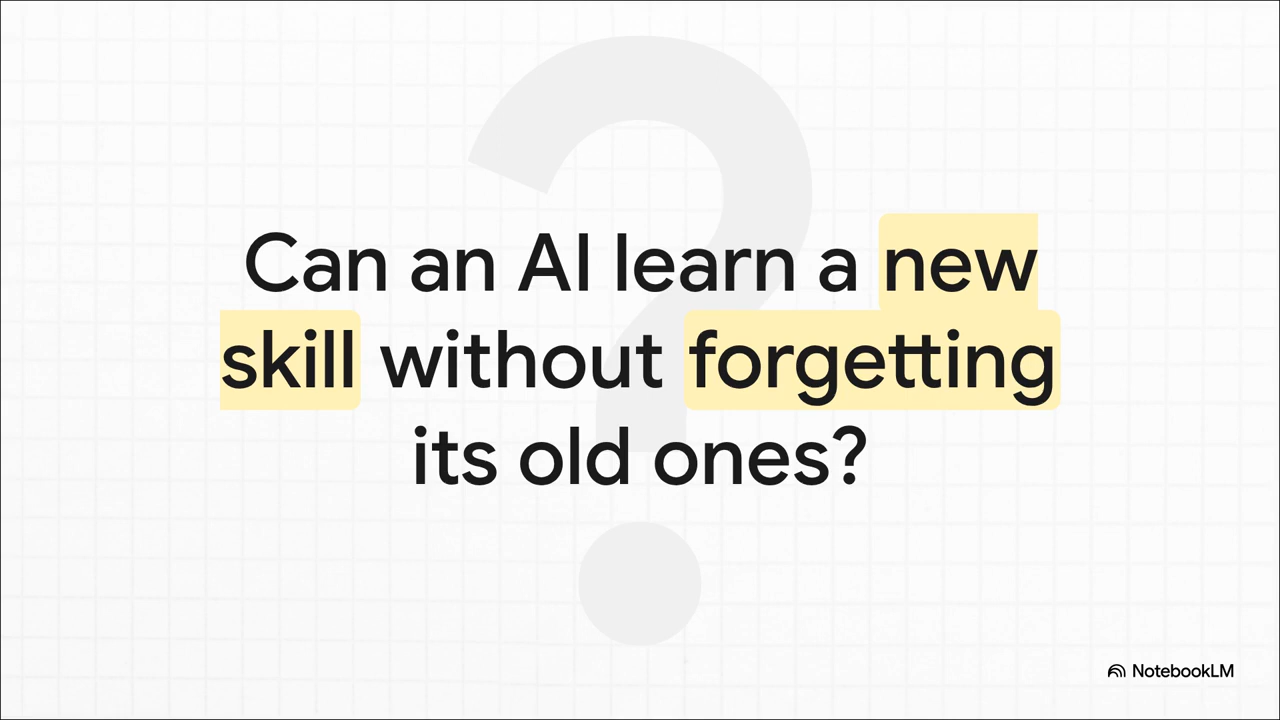 Can an AI learn a new
skill without forgetting
its old ones?
NotebookLM